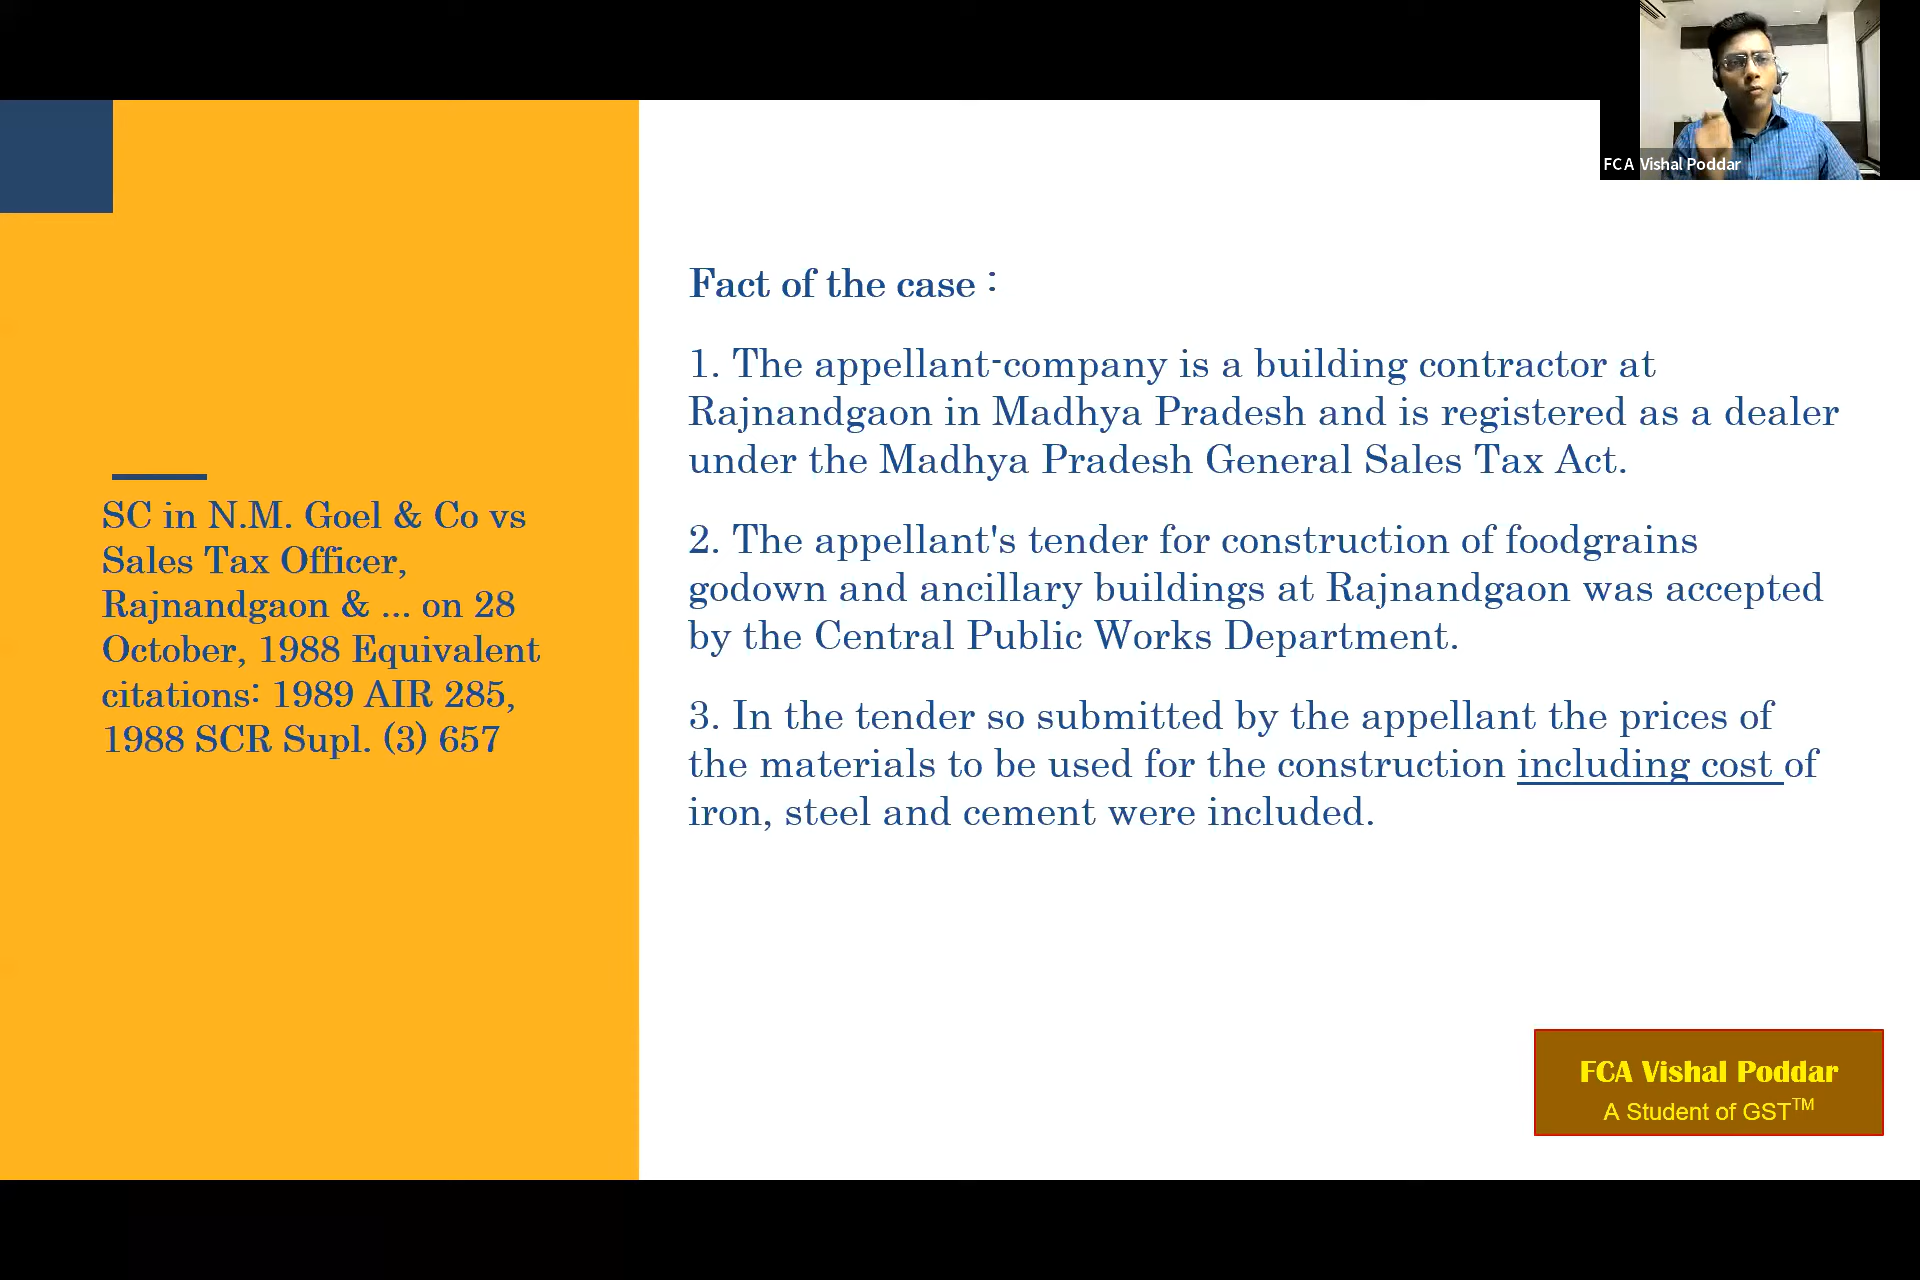 FCA Vishal Poddar
SC in N.M. Goel & Co vs
Sales Tax Officer,
Rajnandgaon & ... on 28
October, 1988 Equivalent
citations: 1989 AIR 285,
1988 SCR Supl. (3) 657
Fact of the case :
1. The appellant-company is a building contractor at
Rajnandgaon in Madhya Pradesh and is registered as a dealer
under the Madhya Pradesh General Sales Tax Act.
2. The appellant's tender for construction of foodgrains
godown and ancillary buildings at Rajnandgaon was accepted
by the Central Public Works Department.
3. In the tender so submitted by the appellant the prices of
the materials to be used for the construction including cost of
iron, steel and cement were included.
FCA Vishal Poddar
A Student of GST™